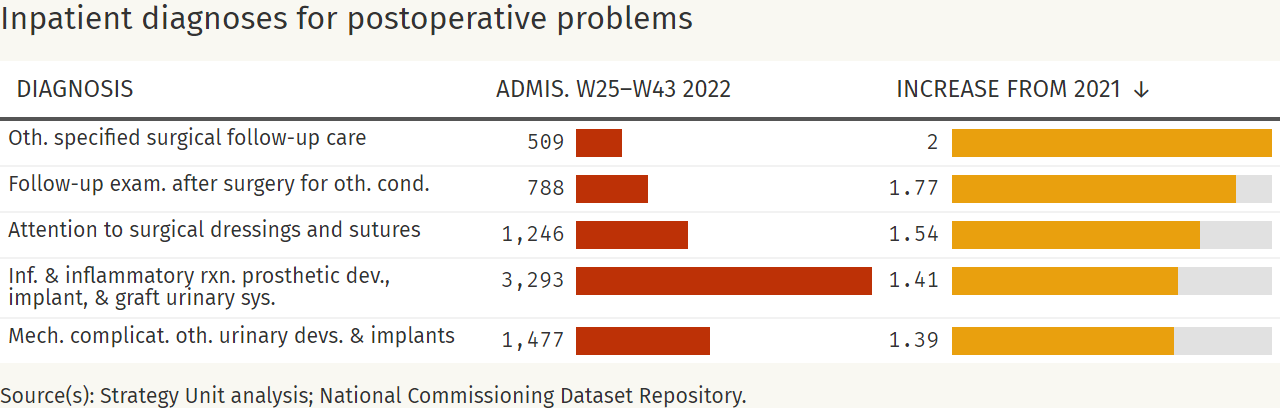 Inpatient diagnoses for postoperative problems
DIAGNOSIS ADMIS. W25–W43 2022 INCREASE FROM 2021 ↓
Oth. specified surgical follow-up care 509 2
Follow-up exam. after surgery for oth. cond. 788 1.77
Attention to surgical dressings and sutures 1,246 1.54
Inf. & inflammatory rxn. prosthetic dev., 3,293 1.41
implant, & graft urinary sys.
Mech. complicat. oth. urinary devs. & implants 1,477 1.39
Source(s): Strategy Unit analysis; National Commissioning Dataset Repository.